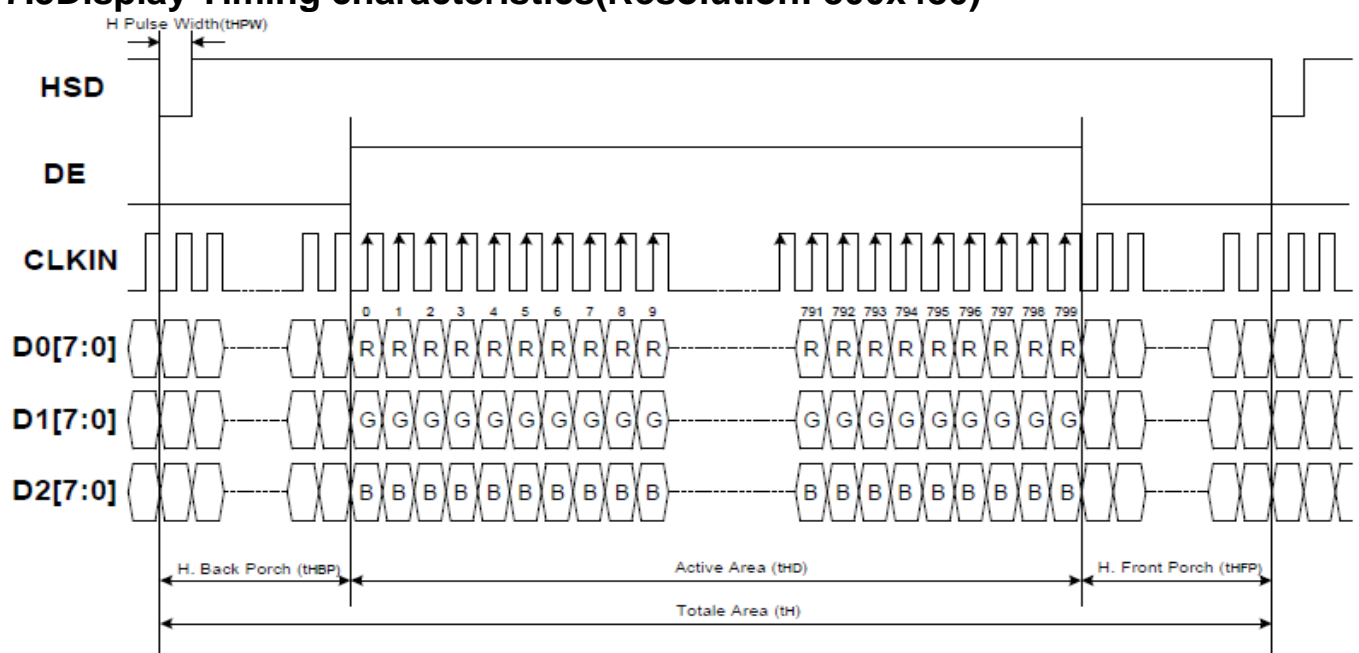 H Pulse Width(tHPW)
HSD
DE
CLKIN
0 1 2 3 4 5 6 7 8 9 791 792 793 794 795 796 797 798 799
D0[7:0] R R R R R R R R R R R R R R R R R R R
D1[7:0] G G G G G G G G G G G G G G G G G G G
D2[7:0] B B B B B B B B B B B B B B B B B B B
H. Back Porch (tHBP) Active Area (tHD) H. Front Porch (tHFP)
Totale Area (tH)